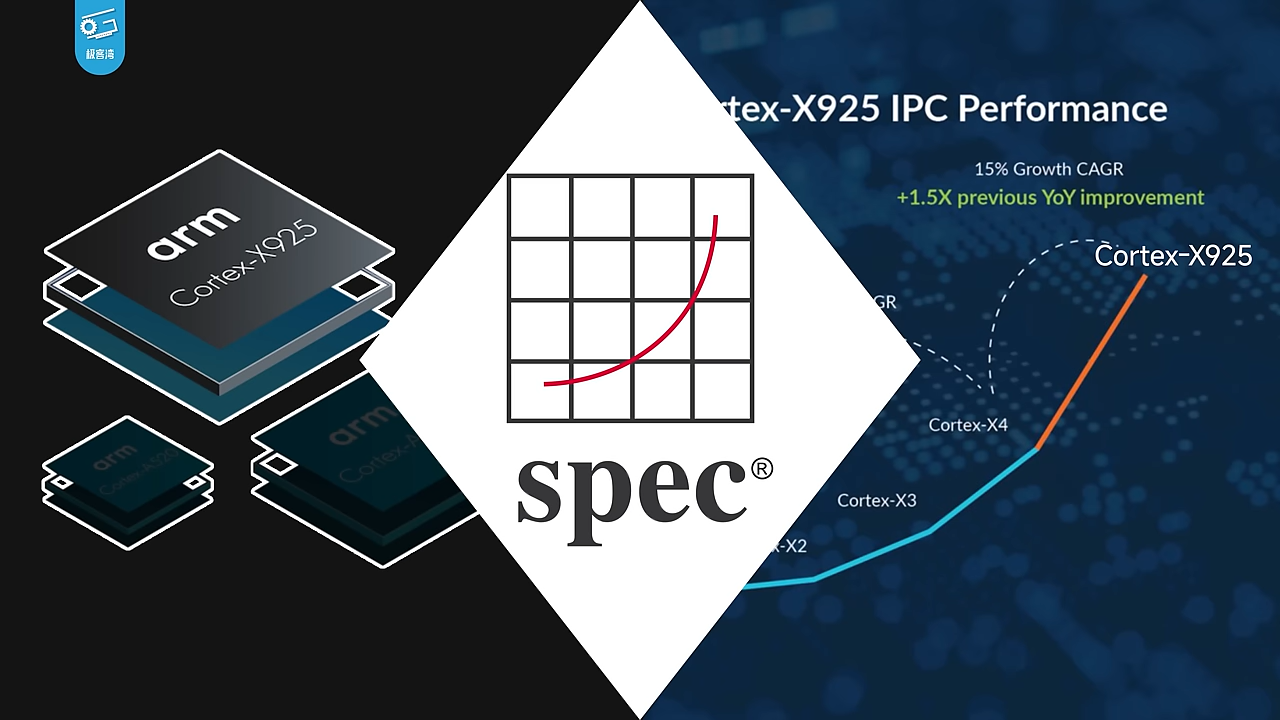 极客湾
arm
Cortex-X925
arm
arm
Cortex-A
spec®
rtex-X925 IPC Performance
15% Growth CAGR
+1.5X previous YoY improvement
Cortex-X925
GR
Cortex-X4
Cortex-X3
x-X2